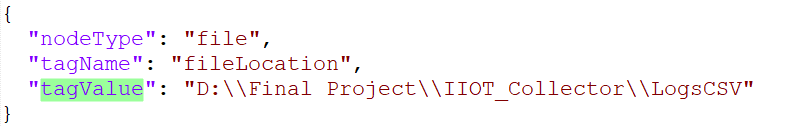 {
"nodeType": "file",
"tagName": "fileLocation",
"tagValue": "D:\\Final Project\\IIOT_Collector\\LogsCSV"
}